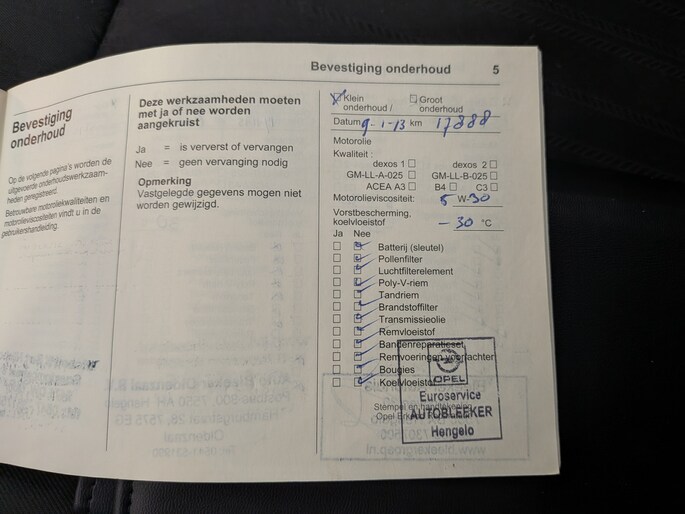 Bevestiging onderhoud 5
Bevestiging
onderhoud
Op de volgende pagina's worden de
uitgevoerde onderhoudswerkzaam-
heden geregistreerd.
Betrouwbare motoroliekwaliteiten en
motorolieviscositeiten vindt u in de
gebruikershandleiding.
Deze werkzaamheden moeten
met ja of nee worden
aangekruist
Ja = is ververst of vervangen
Nee = geen vervanging nodig
Opmerking
Vastgelegde gegevens mogen niet
worden gewijzigd.
Klein Groot
onderhoud / onderhoud
Datum 9-1-13 km 17888
Motorolie
Kwaliteit :
dexos 1 dexos 2
GM-LL-A-025 GM-LL-B-025
ACEA A3 B4 C3
Motorolieviscositeit: 5 W-30
Vorstbescherming,
koelvloeistof -30 °C
Ja Nee
Batterij (sleutel)
Pollenfilter
Luchtfilterelement
Poly-V-riem
Tandriem
Brandstoffilter
Transmissieolie
Remvloeistof
Bandenreparatieset
Remvoeringen voor/achter
Bougies
Koelvloeistof
Stempel en handtekening
Opel
OPEL
Euroservice
AUTOBLEEKER
Hengelo